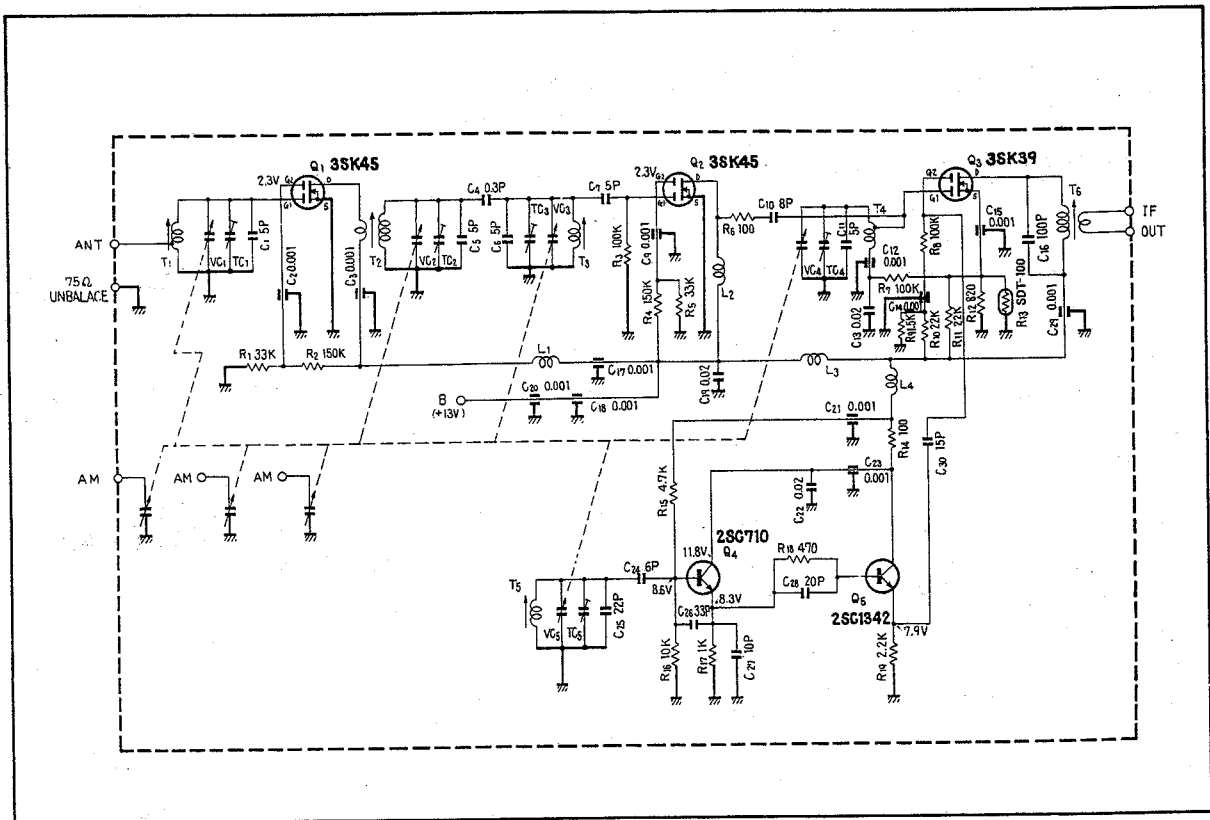 Q1 3SK45
2.3V
G2
G1
D
S
ANT
T1
VC1
TC1
C1 5P
C2 0.001
C3 0.001
75Ω
UNBALACE
R1 33K
R2 150K
T2
VC2
TC2
C5 5P
C4 0.3P
C6 5P
TC3
VC3
T3
C7 5P
Q2 3SK45
2.3V
G2
G1
D
S
R3 100K
C9 0.001
R4 150K
R5 33K
L2
R6 100
C10 8P
VC4
TC4
C11 5P
T4
C12
0.001
C13 0.02
R7 100K
Q3 3SK39
G2
G1
D
S
R8 100K
C14 0.001
R10 22K
R11 22K
C15
0.001
R12 820
R13 SDT-100
C16 100P
T6
C29 0.001
IF
OUT
L1
C17 0.001
C19 0.02
L3
L4
B
(+13V)
C20 0.001
C18 0.001
C21 0.001
R14 100
C30 15P
AM
AM
AM
R15 4.7K
C22 0.02
C23
0.001
2SC710
Q4
11.8V
8.6V
8.3V
C24 6P
T5
VC5
TC5
C25 22P
C26 33P
R16 10K
R17 1K
C27 10P
R18 470
C28 20P
Q5
2SC1342
7.9V
R19 2.2K